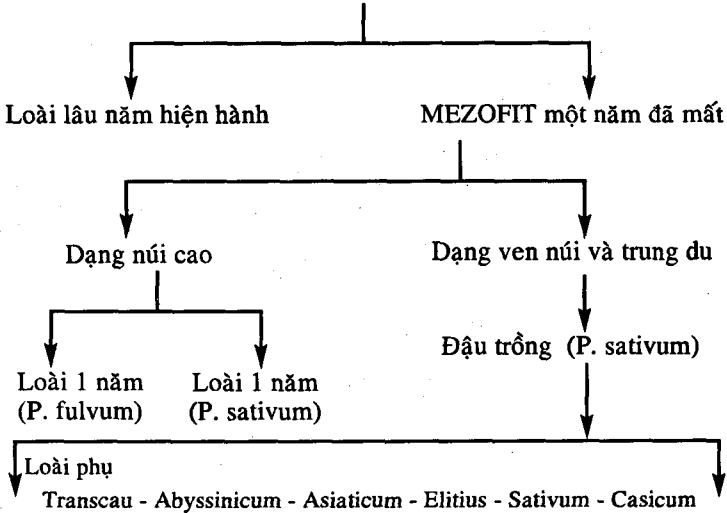 Loài lâu năm hiện hành MEZOFIT một năm đã mất
Dạng núi cao Dạng ven núi và trung du
Đậu trồng (P. sativum)
Loài 1 năm Loài 1 năm
(P. fulvum) (P. sativum)
Loài phụ
Transcau - Abyssinicum - Asiaticum - Elitius - Sativum - Casicum